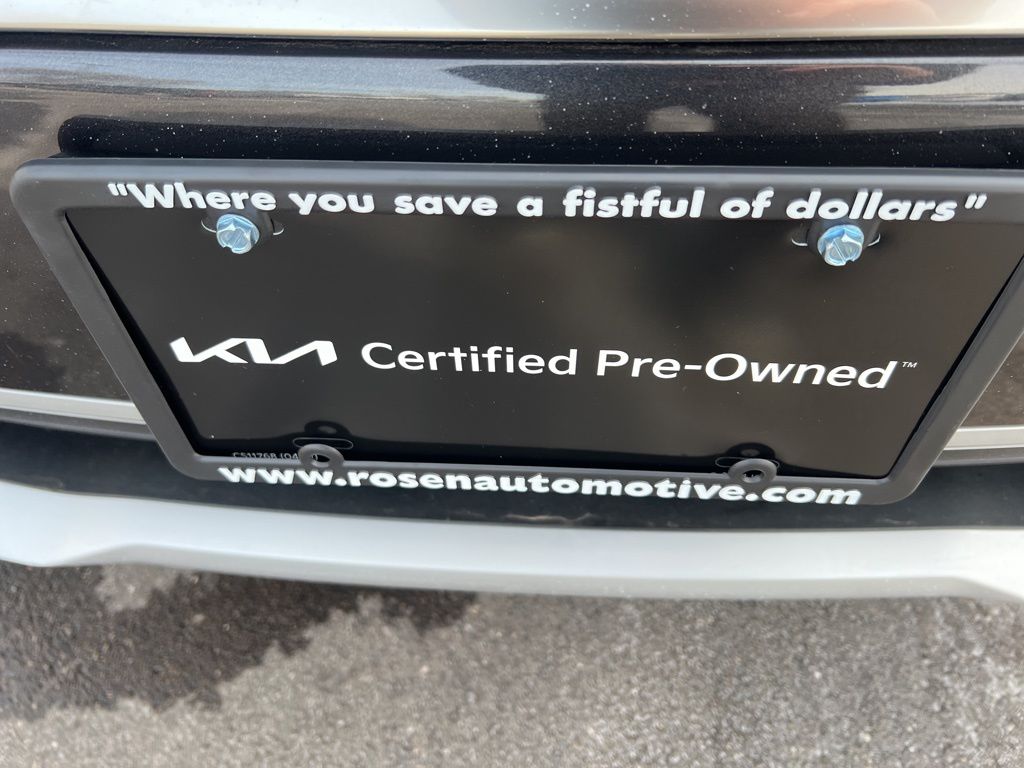 "Where you save a fistful of dollars"
KIA Certified Pre-Owned™
www.rosenautomotive.com